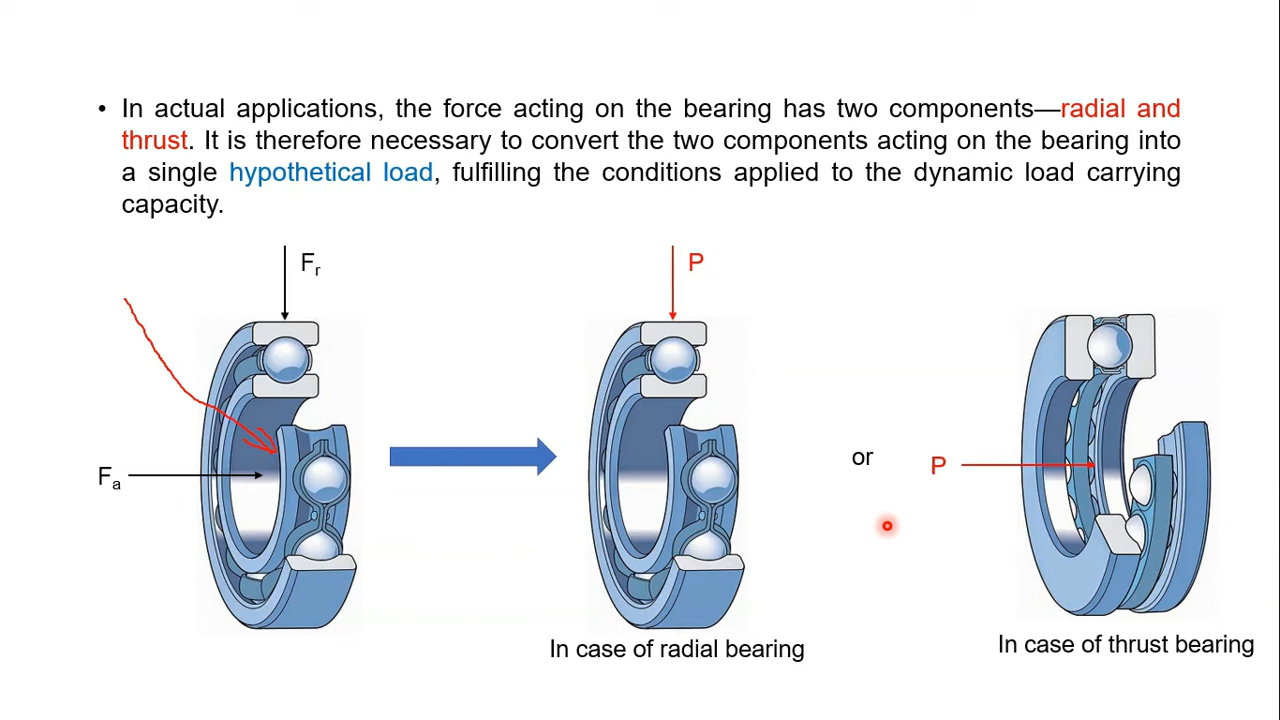 • In actual applications, the force acting on the bearing has two components—radial and
thrust. It is therefore necessary to convert the two components acting on the bearing into
a single hypothetical load, fulfilling the conditions applied to the dynamic load carrying
capacity.
Fr
P
Fa
or
P
In case of radial bearing
In case of thrust bearing